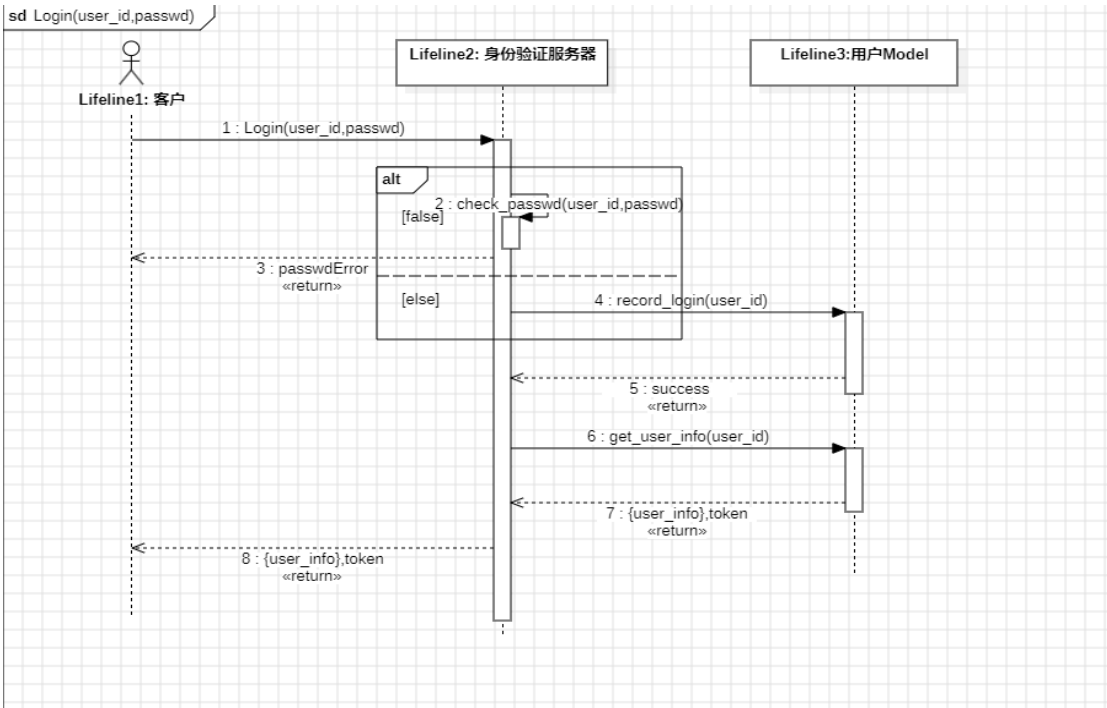 sd Login(user_id,passwd)
Lifeline1: 客户
Lifeline2: 身份验证服务器
Lifeline3:用户Model
1 : Login(user_id,passwd)
alt
2 : check_passwd(user_id,passwd)
[false]
3 : passwdError
«return»
[else]
4 : record_login(user_id)
5 : success
«return»
6 : get_user_info(user_id)
7 : {user_info},token
«return»
8 : {user_info},token
«return»